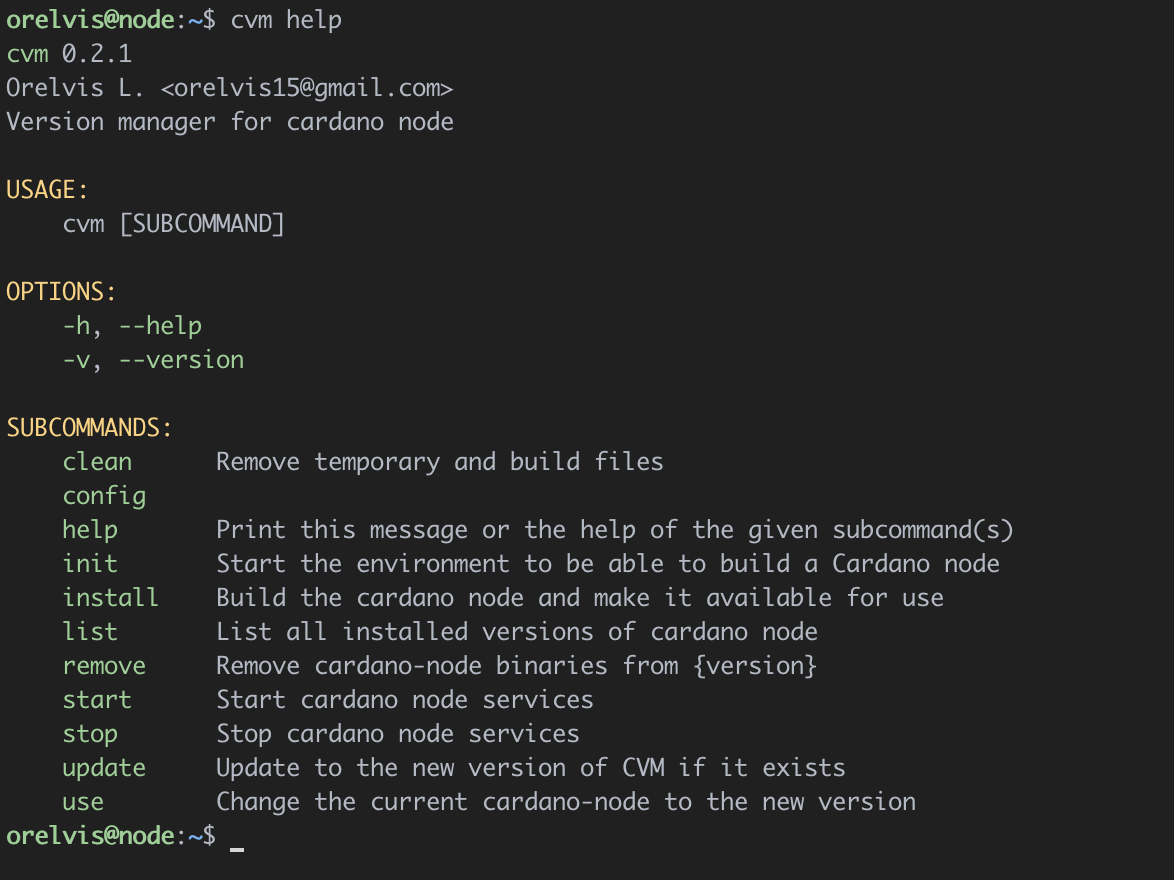 orelvis@node:~$ cvm help
cvm 0.2.1
Orelvis L. <orelvis15@gmail.com>
Version manager for cardano node

USAGE:
    cvm [SUBCOMMAND]

OPTIONS:
    -h, --help
    -v, --version

SUBCOMMANDS:
    clean      Remove temporary and build files
    config
    help       Print this message or the help of the given subcommand(s)
    init       Start the environment to be able to build a Cardano node
    install    Build the cardano node and make it available for use
    list       List all installed versions of cardano node
    remove     Remove cardano-node binaries from {version}
    start      Start cardano node services
    stop       Stop cardano node services
    update     Update to the new version of CVM if it exists
    use        Change the current cardano-node to the new version
orelvis@node:~$ _